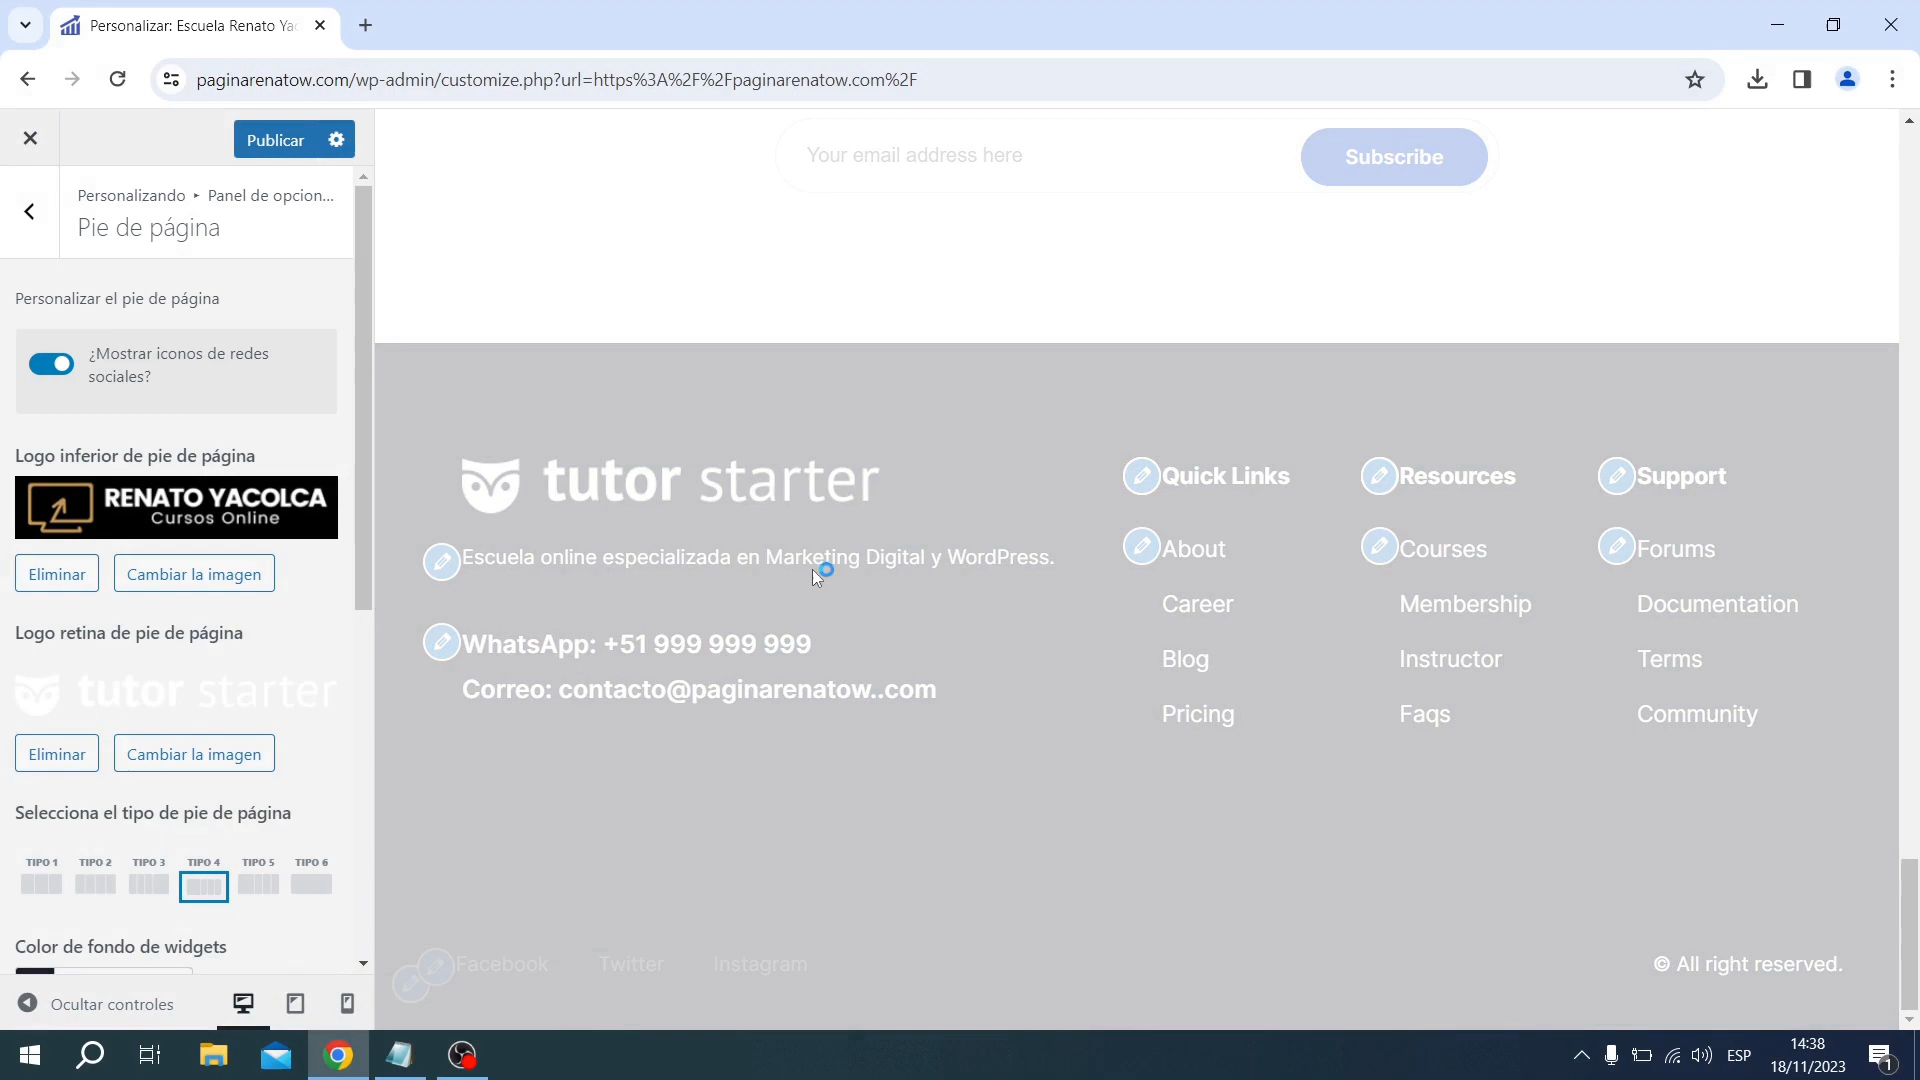 Personalizar: Escuela Renato Yac
paginarenatow.com/wp-admin/customize.php?url=https%3A%2F%2Fpaginarenatow.com%2F
Publicar
Personalizando ▸ Panel de opcion...
Pie de página
Personalizar el pie de página
¿Mostrar iconos de redes
sociales?
Logo inferior de pie de página
RENATO YACOLCA
Cursos Online
Eliminar
Cambiar la imagen
Logo retina de pie de página
tutor starter
Eliminar
Cambiar la imagen
Selecciona el tipo de pie de página
TIPO 1 TIPO 2 TIPO 3 TIPO 4 TIPO 5 TIPO 6
Color de fondo de widgets
Ocultar controles
Your email address here
Subscribe
tutor starter
Escuela online especializada en Marketing Digital y WordPress.
WhatsApp: +51 999 999 999
Correo: contacto@paginarenatow..com
Quick Links
About
Career
Blog
Pricing
Resources
Courses
Membership
Instructor
Faqs
Support
Forums
Documentation
Terms
Community
Facebook Twitter Instagram
© All right reserved.
ESP
14:38
18/11/2023
1